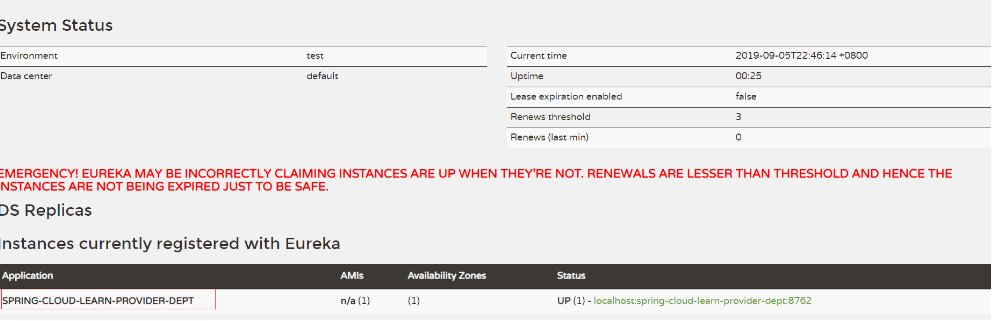 System Status
Environment test
Data center default
Current time 2019-09-05T22:46:14 +0800
Uptime 00:25
Lease expiration enabled false
Renews threshold 3
Renews (last min) 0
EMERGENCY! EUREKA MAY BE INCORRECTLY CLAIMING INSTANCES ARE UP WHEN THEY'RE NOT. RENEWALS ARE LESSER THAN THRESHOLD AND HENCE THE
INSTANCES ARE NOT BEING EXPIRED JUST TO BE SAFE.
DS Replicas
Instances currently registered with Eureka
Application AMIs Availability Zones Status
SPRING-CLOUD-LEARN-PROVIDER-DEPT n/a (1) (1) UP (1) - localhost:spring-cloud-learn-provider-dept:8762